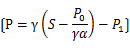 (P = γ (S − P₀/γα) − P₁)